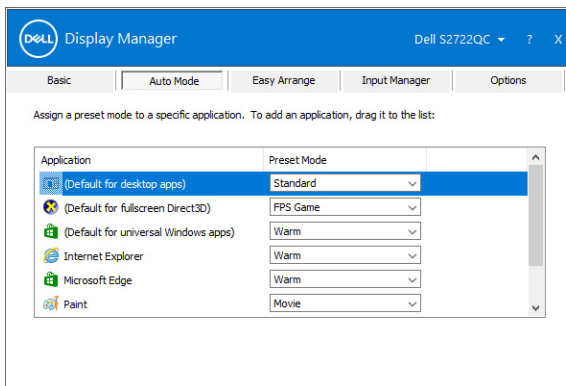 DELL Display Manager Dell S2722QC ? X
Basic Auto Mode Easy Arrange Input Manager Options
Assign a preset mode to a specific application. To add an application, drag it to the list:
Application Preset Mode
(Default for desktop apps) Standard
(Default for fullscreen Direct3D) FPS Game
(Default for universal Windows apps) Warm
Internet Explorer Warm
Microsoft Edge Warm
Paint Movie